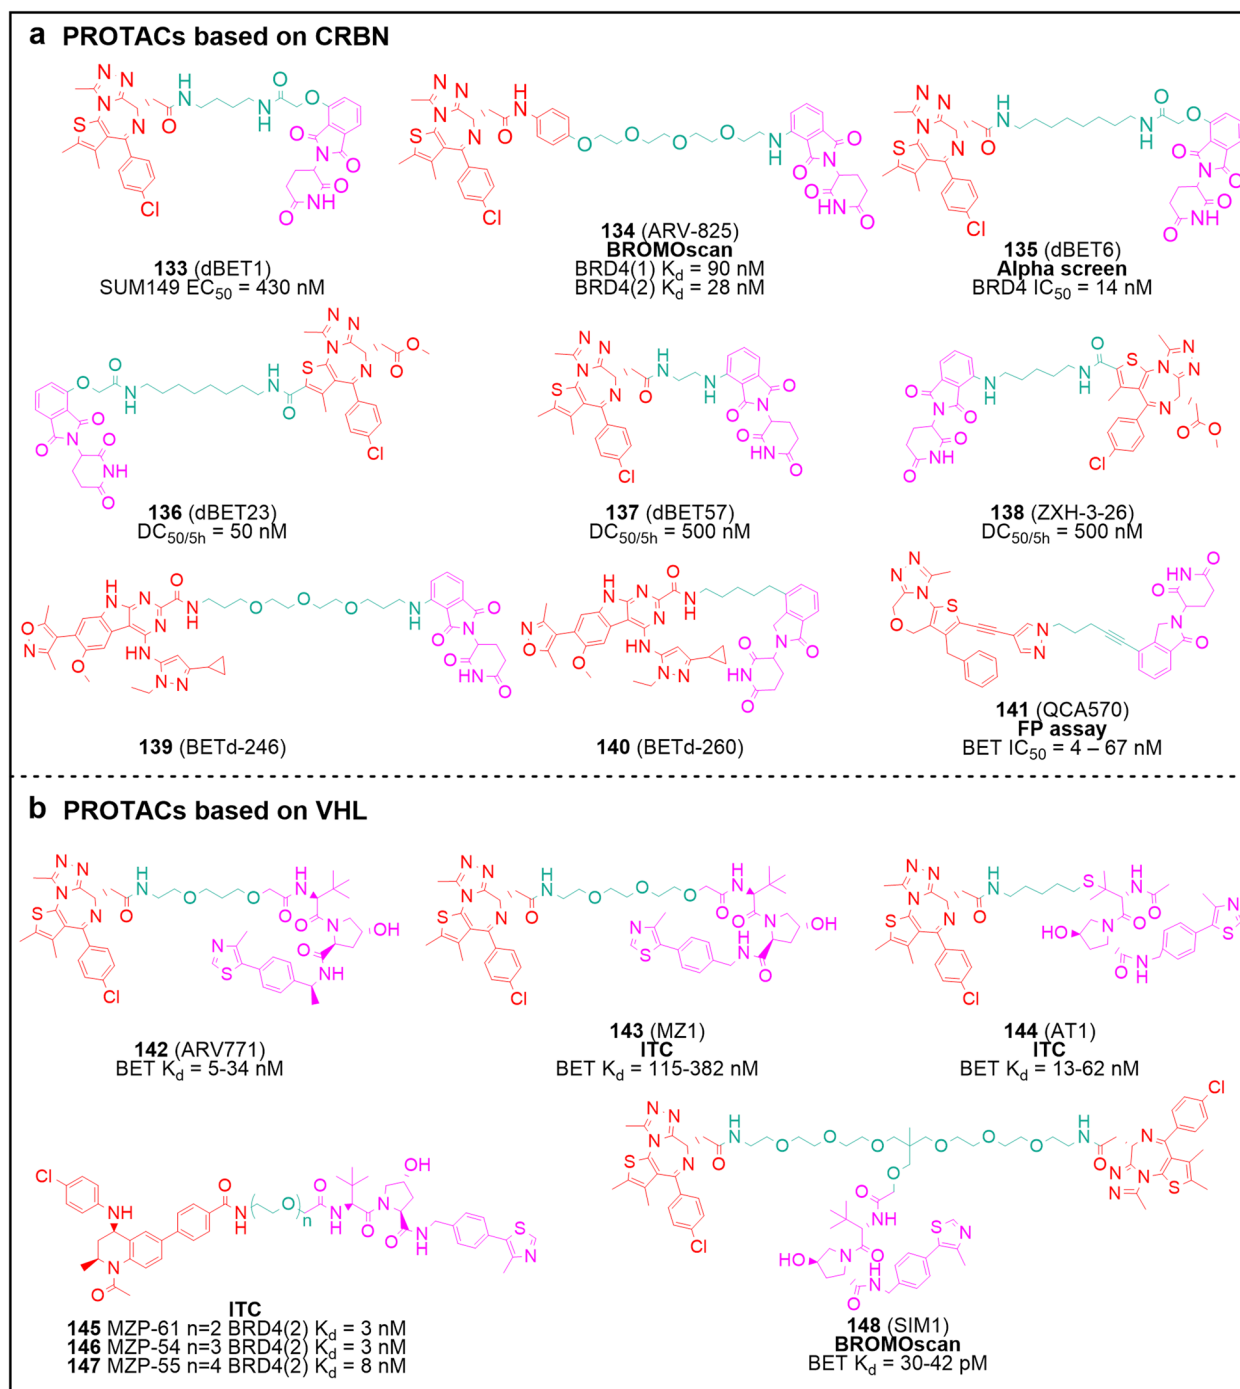 a PROTACs based on CRBN
133 (dBET1)
SUM149 EC50 = 430 nM
134 (ARV-825)
BROMOscan
BRD4(1) Kd = 90 nM
BRD4(2) Kd = 28 nM
135 (dBET6)
Alpha screen
BRD4 IC50 = 14 nM
136 (dBET23)
DC50/5h = 50 nM
137 (dBET57)
DC50/5h = 500 nM
138 (ZXH-3-26)
DC50/5h = 500 nM
139 (BETd-246)
140 (BETd-260)
141 (QCA570)
FP assay
BET IC50 = 4 – 67 nM
b PROTACs based on VHL
142 (ARV771)
BET Kd = 5-34 nM
143 (MZ1)
ITC
BET Kd = 115-382 nM
144 (AT1)
ITC
BET Kd = 13-62 nM
ITC
145 MZP-61 n=2 BRD4(2) Kd = 3 nM
146 MZP-54 n=3 BRD4(2) Kd = 3 nM
147 MZP-55 n=4 BRD4(2) Kd = 8 nM
148 (SIM1)
BROMOscan
BET Kd = 30-42 pM